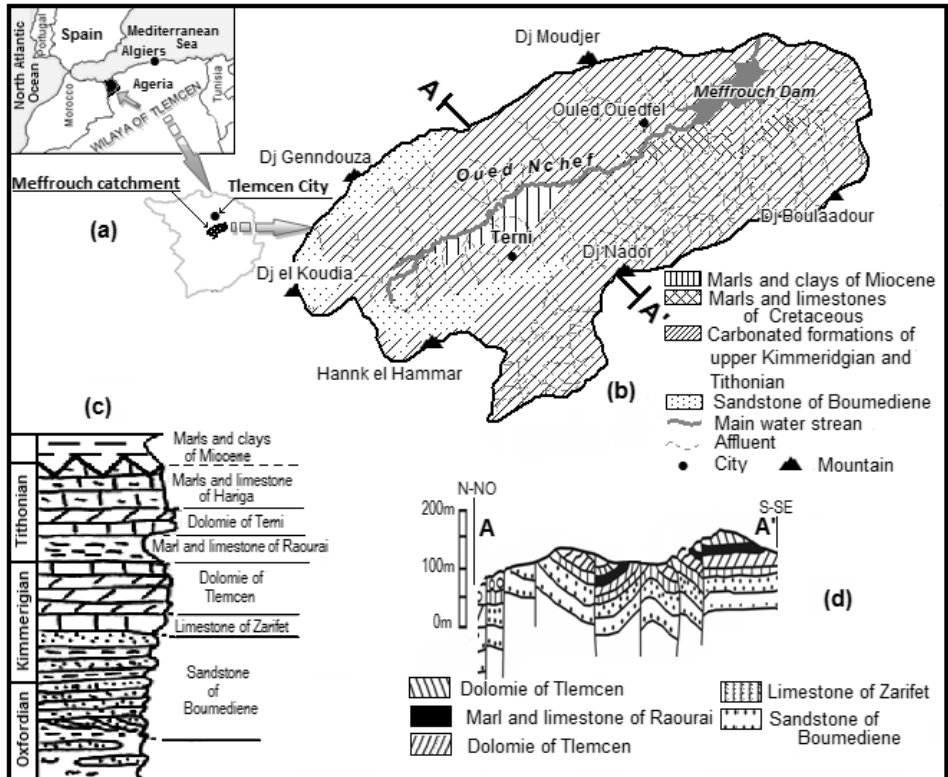 North Atlantic
Ocean
Portugal
Spain
Mediterranean
Sea
Algiers
Morocco
Ageria
Tunisia
WILAYA OF TLEMCEN
Meffrouch catchment
Tlemcen City
(a)
Dj Moudjer
A
Meffrouch Dam
Ouled Ouedfel
Dj Genndouza
Oued Nchef
Dj Boulaadour
Terni
Dj Nador
Dj el Koudia
A'
Hannk el Hammar
(b)
Marls and clays of Miocene
Marls and limestones
of Cretaceous
Carbonated formations of
upper Kimmeridgian and
Tithonian
Sandstone of Boumediene
Main water strean
Affluent
City
Mountain
(c)
Tithonian
Kimmerigian
Oxfordian
Marls and clays
of Miocene
Marls and limestone
of Hariga
Dolomie of Terni
Marl and limestone of Raourai
Dolomie of
Tlemcen
Limestone of Zarifet
Sandstone
of
Boumediene
N-NO
S-SE
200m
A
A'
100m
0m
(d)
Dolomie of Tlemcen
Marl and limestone of Raourai
Dolomie of Tlemcen
Limestone of Zarifet
Sandstone of
Boumediene